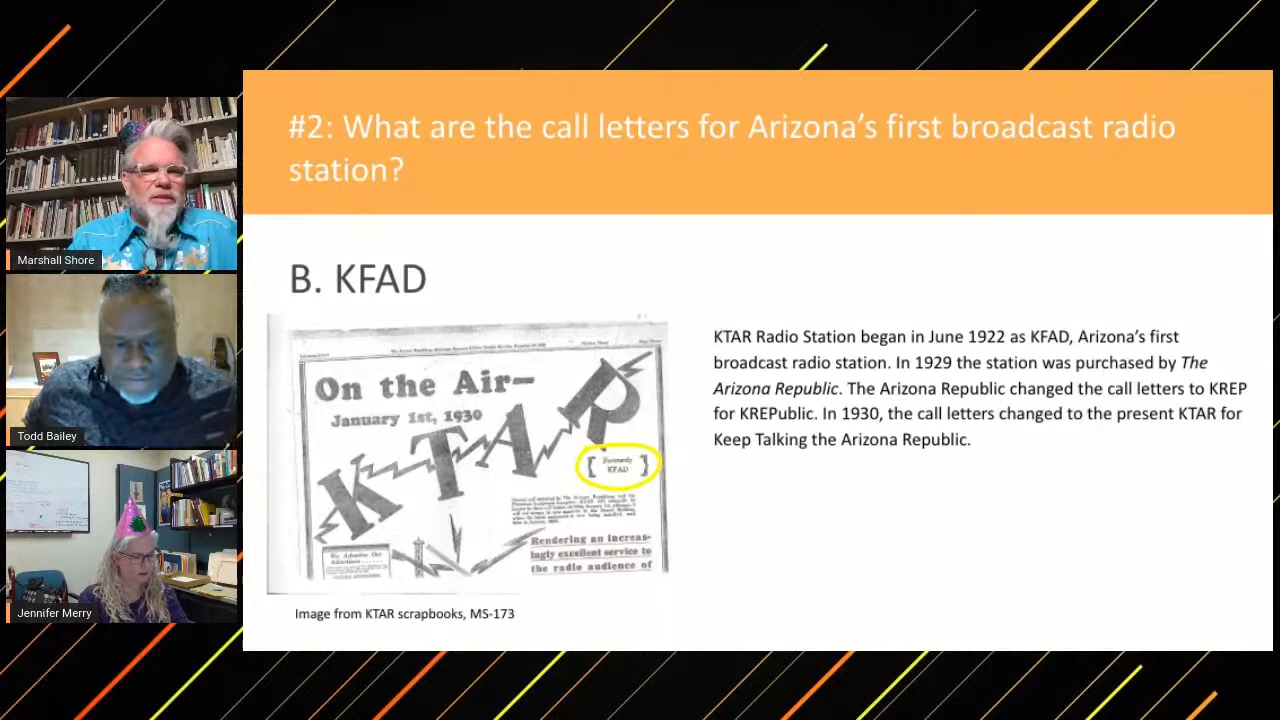 #2: What are the call letters for Arizona's first broadcast radio
station?
B. KFAD
On the Air—
January 1st, 1930
KTAR
[ Formerly
KFAD ]
We Advertise Our
Rendering an increas-
ingly excellent service to
the radio audience of
Image from KTAR scrapbooks, MS-173
KTAR Radio Station began in June 1922 as KFAD, Arizona's first
broadcast radio station. In 1929 the station was purchased by The
Arizona Republic. The Arizona Republic changed the call letters to KREP
for KREPublic. In 1930, the call letters changed to the present KTAR for
Keep Talking the Arizona Republic.
Marshall Shore
Todd Bailey
Jennifer Merry